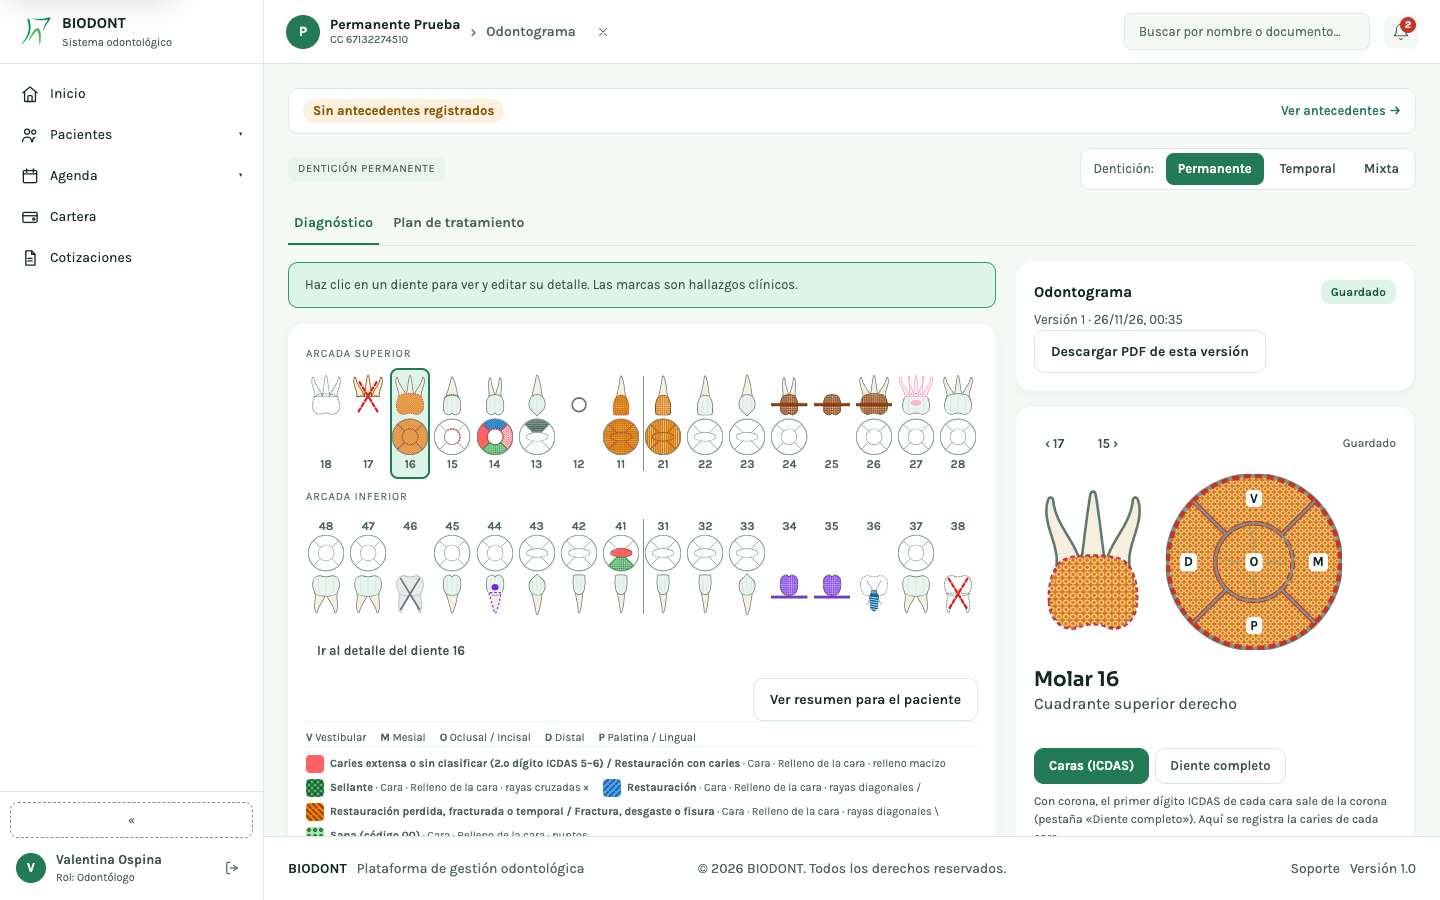 BIODONT
Sistema odontológico
Inicio
Pacientes
Agenda
Cartera
Cotizaciones
«
V
Valentina Ospina
Rol: Odontólogo
P
Permanente Prueba
CC 67132274510
› Odontograma ×
Buscar por nombre o documento...
2
Sin antecedentes registrados
Ver antecedentes →
DENTICIÓN PERMANENTE
Dentición: Permanente Temporal Mixta
Diagnóstico Plan de tratamiento
Haz clic en un diente para ver y editar su detalle. Las marcas son hallazgos clínicos.
ARCADA SUPERIOR
18 17 16 15 14 13 12 11 21 22 23 24 25 26 27 28
ARCADA INFERIOR
48 47 46 45 44 43 42 41 31 32 33 34 35 36 37 38
Ir al detalle del diente 16
Ver resumen para el paciente
V Vestibular M Mesial O Oclusal / Incisal D Distal P Palatina / Lingual
Caries extensa o sin clasificar (2.o dígito ICDAS 5–6) / Restauración con caries · Cara · Relleno de la cara · relleno macizo
Sellante · Cara · Relleno de la cara · rayas cruzadas × Restauración · Cara · Relleno de la cara · rayas diagonales /
Restauración perdida, fracturada o temporal / Fractura, desgaste o fisura · Cara · Relleno de la cara · rayas diagonales \
Sana (código 00) · Cara · Relleno de la cara · puntos
Odontograma
Guardado
Versión 1 · 26/11/26, 00:35
Descargar PDF de esta versión
‹ 17 15 ›
Guardado
V
D O M
P
Molar 16
Cuadrante superior derecho
Caras (ICDAS) Diente completo
Con corona, el primer dígito ICDAS de cada cara sale de la corona
(pestaña «Diente completo»). Aquí se registra la caries de cada
cara.
BIODONT Plataforma de gestión odontológica
© 2026 BIODONT. Todos los derechos reservados.
Soporte Versión 1.0